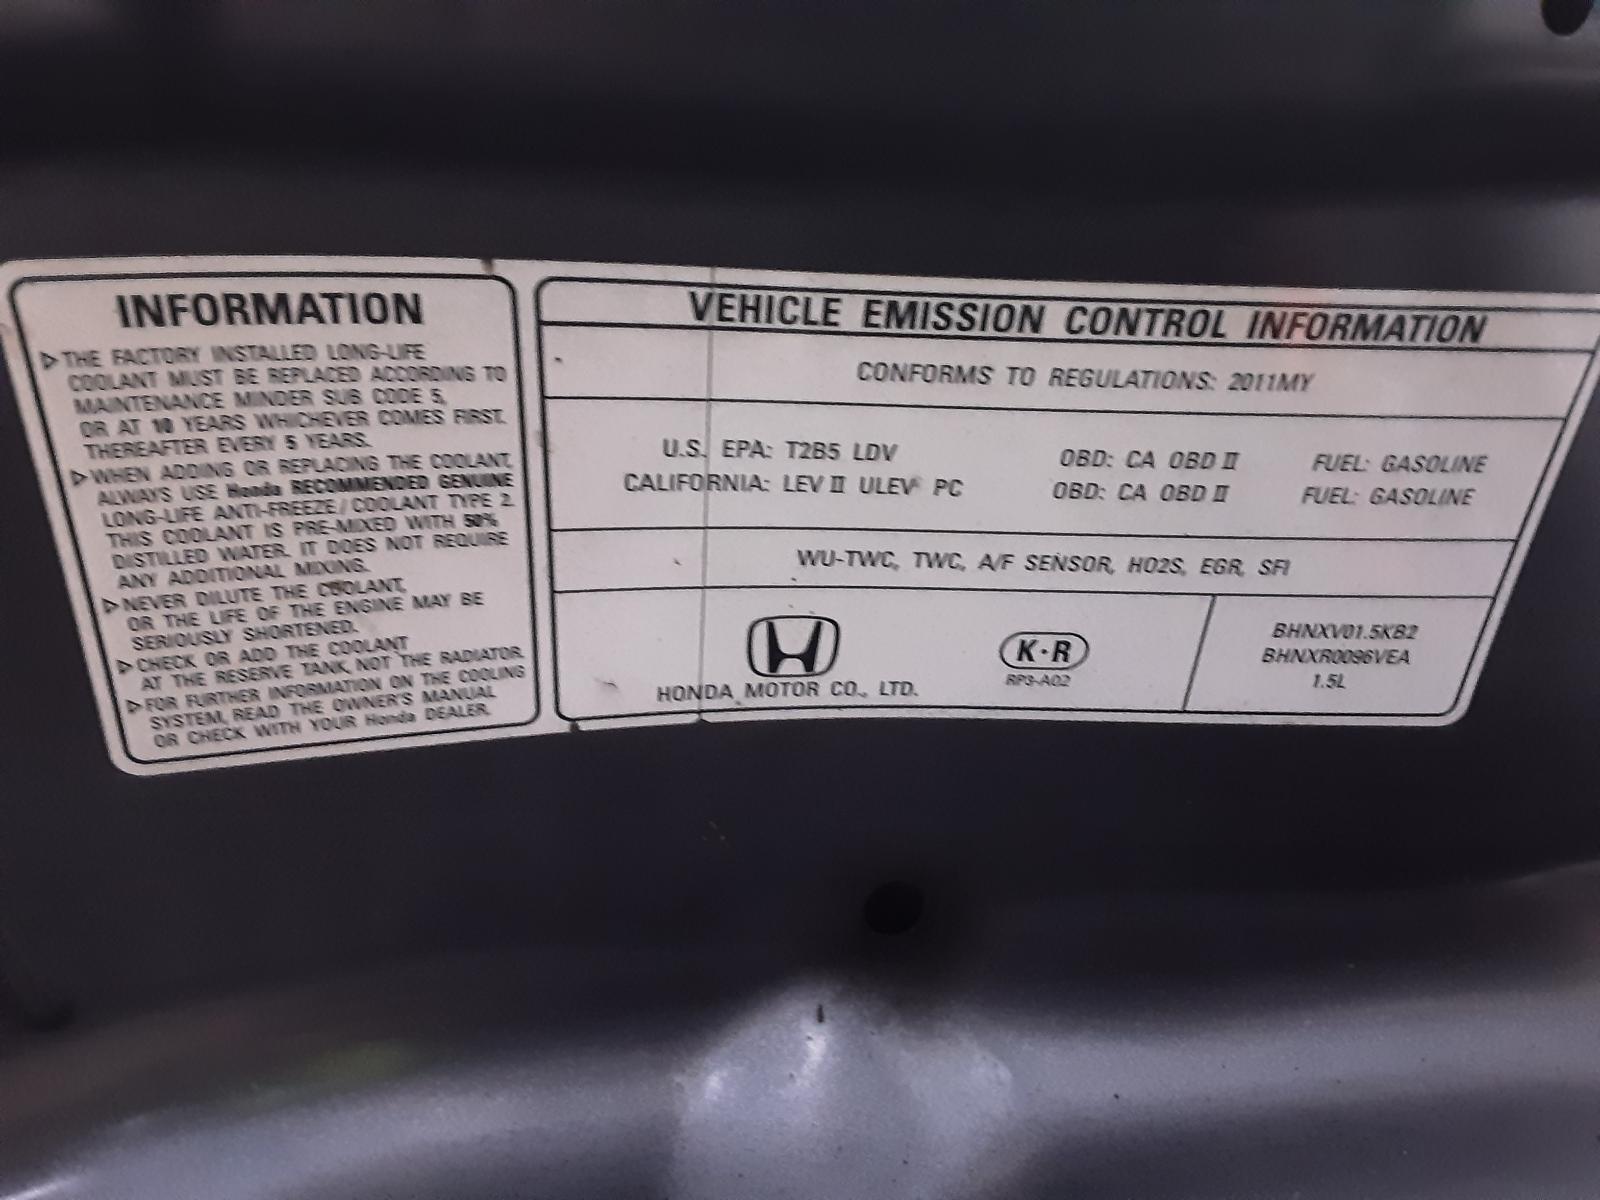 INFORMATION
▷ THE FACTORY INSTALLED LONG-LIFE
COOLANT MUST BE REPLACED ACCORDING TO
MAINTENANCE MINDER SUB CODE 5,
OR AT 10 YEARS WHICHEVER COMES FIRST.
THEREAFTER EVERY 5 YEARS.
▷ WHEN ADDING OR REPLACING THE COOLANT,
ALWAYS USE Honda RECOMMENDED GENUINE
LONG-LIFE ANTI-FREEZE/COOLANT TYPE 2.
THIS COOLANT IS PRE-MIXED WITH 50%
DISTILLED WATER. IT DOES NOT REQUIRE
ANY ADDITIONAL MIXING.
▷ NEVER DILUTE THE COOLANT,
OR THE LIFE OF THE ENGINE MAY BE
SERIOUSLY SHORTENED.
▷ CHECK OR ADD THE COOLANT
AT THE RESERVE TANK, NOT THE RADIATOR.
▷ FOR FURTHER INFORMATION ON THE COOLING
SYSTEM, READ THE OWNER'S MANUAL
OR CHECK WITH YOUR Honda DEALER.
VEHICLE EMISSION CONTROL INFORMATION
CONFORMS TO REGULATIONS: 2011MY
U.S. EPA: T2B5 LDV OBD: CA OBD II FUEL: GASOLINE
CALIFORNIA: LEV II ULEV PC OBD: CA OBD II FUEL: GASOLINE
WU-TWC, TWC, A/F SENSOR, HO2S, EGR, SFI
HONDA MOTOR CO., LTD.
K·R
RP3-A02
BHNXV01.5KB2
BHNXR0096VEA
1.5L